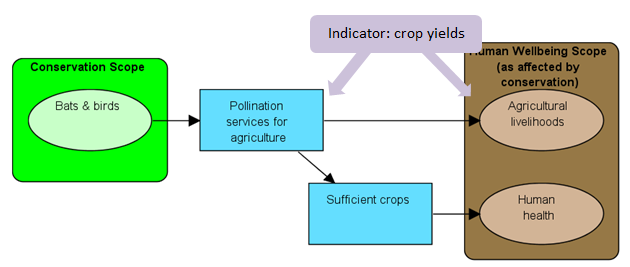 Indicator: crop yields
Conservation Scope
Human Wellbeing Scope
(as affected by
conservation)
Bats & birds
Pollination
services for
agriculture
Agricultural
livelihoods
Sufficient crops
Human
health